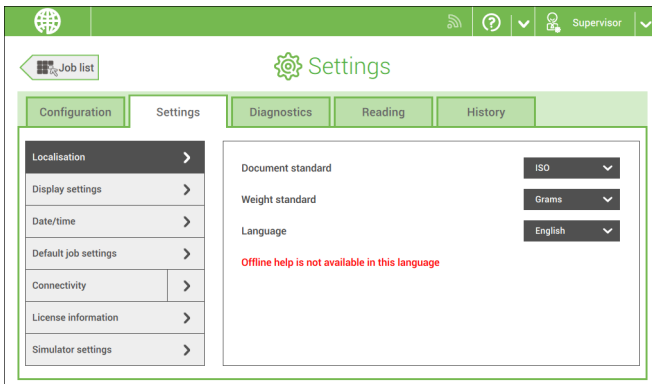 Supervisor
Job list
Settings
Configuration
Settings
Diagnostics
Reading
History
Localisation
Display settings
Date/time
Default job settings
Connectivity
License information
Simulator settings
Document standard
ISO
Weight standard
Grams
Language
English
Offline help is not available in this language